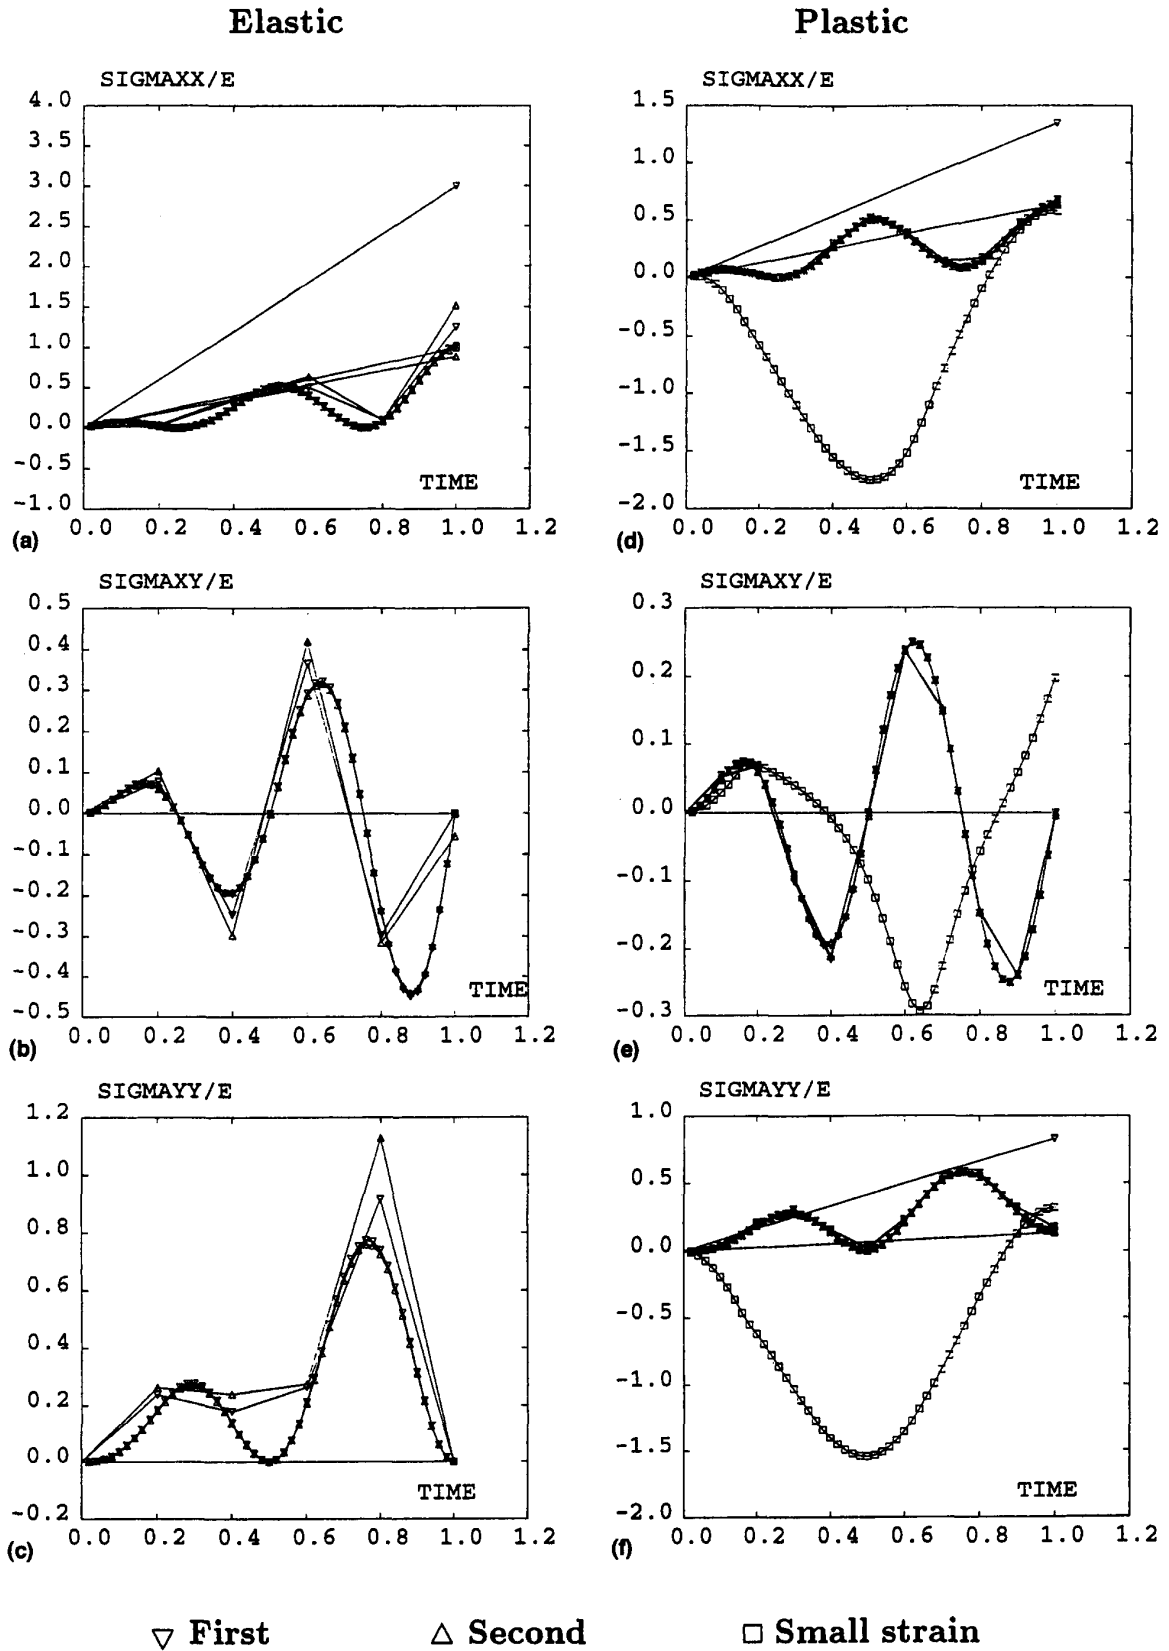 Elastic
Plastic
SIGMAXX/E
4.0
3.5
3.0
2.5
2.0
1.5
1.0
0.5
0.0
-0.5
-1.0
TIME
0.0 0.2 0.4 0.6 0.8 1.0 1.2
(a)
SIGMAXX/E
1.5
1.0
0.5
0.0
-0.5
-1.0
-1.5
-2.0
TIME
0.0 0.2 0.4 0.6 0.8 1.0 1.2
(d)
SIGMAXY/E
0.5
0.4
0.3
0.2
0.1
0.0
-0.1
-0.2
-0.3
-0.4
-0.5
TIME
0.0 0.2 0.4 0.6 0.8 1.0 1.2
(b)
SIGMAXY/E
0.3
0.2
0.1
0.0
-0.1
-0.2
-0.3
TIME
0.0 0.2 0.4 0.6 0.8 1.0 1.2
(e)
SIGMAYY/E
1.2
1.0
0.8
0.6
0.4
0.2
0.0
-0.2
TIME
0.0 0.2 0.4 0.6 0.8 1.0 1.2
(c)
SIGMAYY/E
1.0
0.5
0.0
-0.5
-1.0
-1.5
-2.0
TIME
0.0 0.2 0.4 0.6 0.8 1.0 1.2
(f)
▽ First △ Second □ Small strain